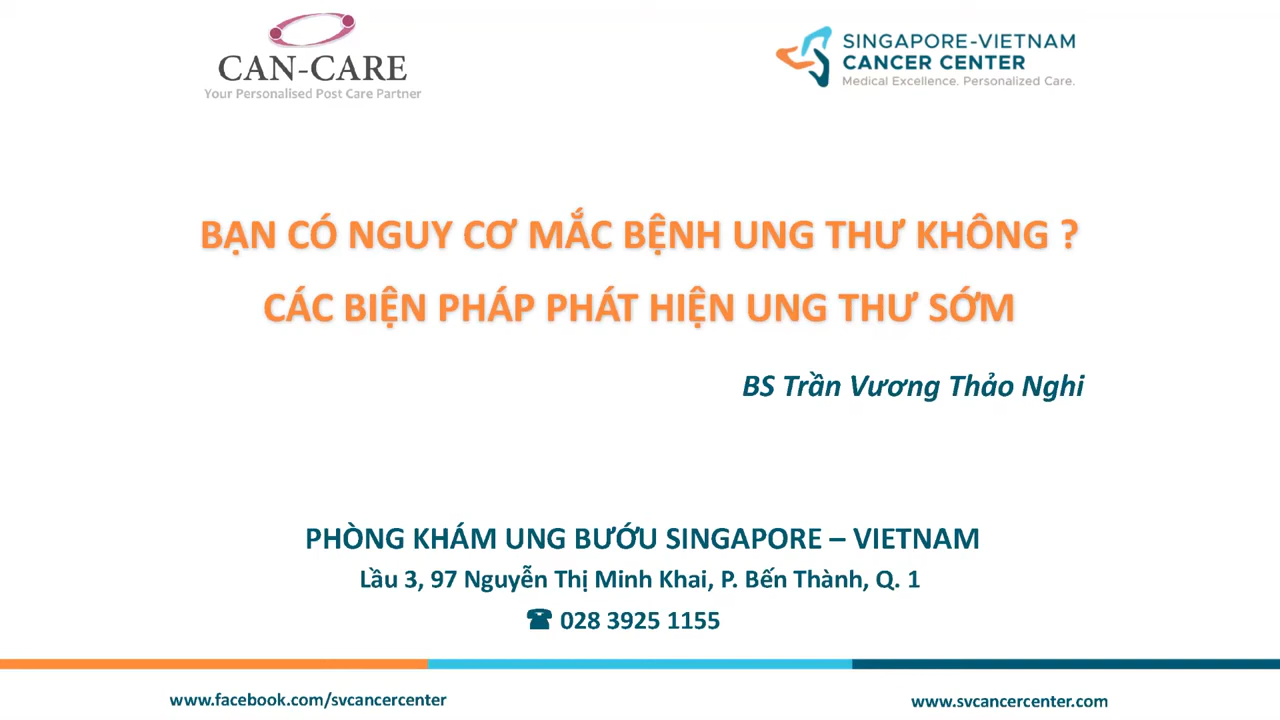 CAN-CARE
Your Personalised Post Care Partner
SINGAPORE-VIETNAM
CANCER CENTER
Medical Excellence. Personalized Care.
BẠN CÓ NGUY CƠ MẮC BỆNH UNG THƯ KHÔNG ?
CÁC BIỆN PHÁP PHÁT HIỆN UNG THƯ SỚM
BS Trần Vương Thảo Nghi
PHÒNG KHÁM UNG BƯỚU SINGAPORE – VIETNAM
Lầu 3, 97 Nguyễn Thị Minh Khai, P. Bến Thành, Q. 1
☎ 028 3925 1155
www.facebook.com/svcancercenter
www.svcancercenter.com